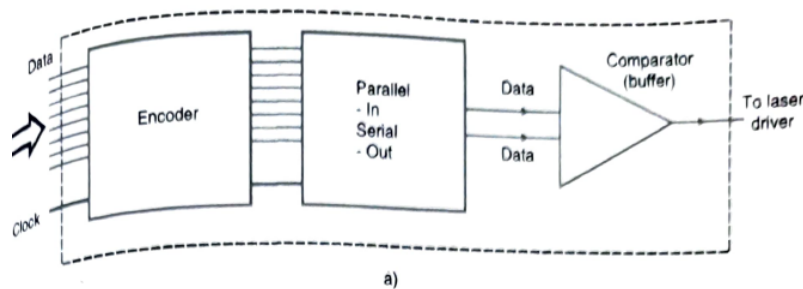 Data
Clock
Encoder
Parallel
- In
Serial
- Out
Data
Data
Comparator
(buffer)
To laser
driver
a)